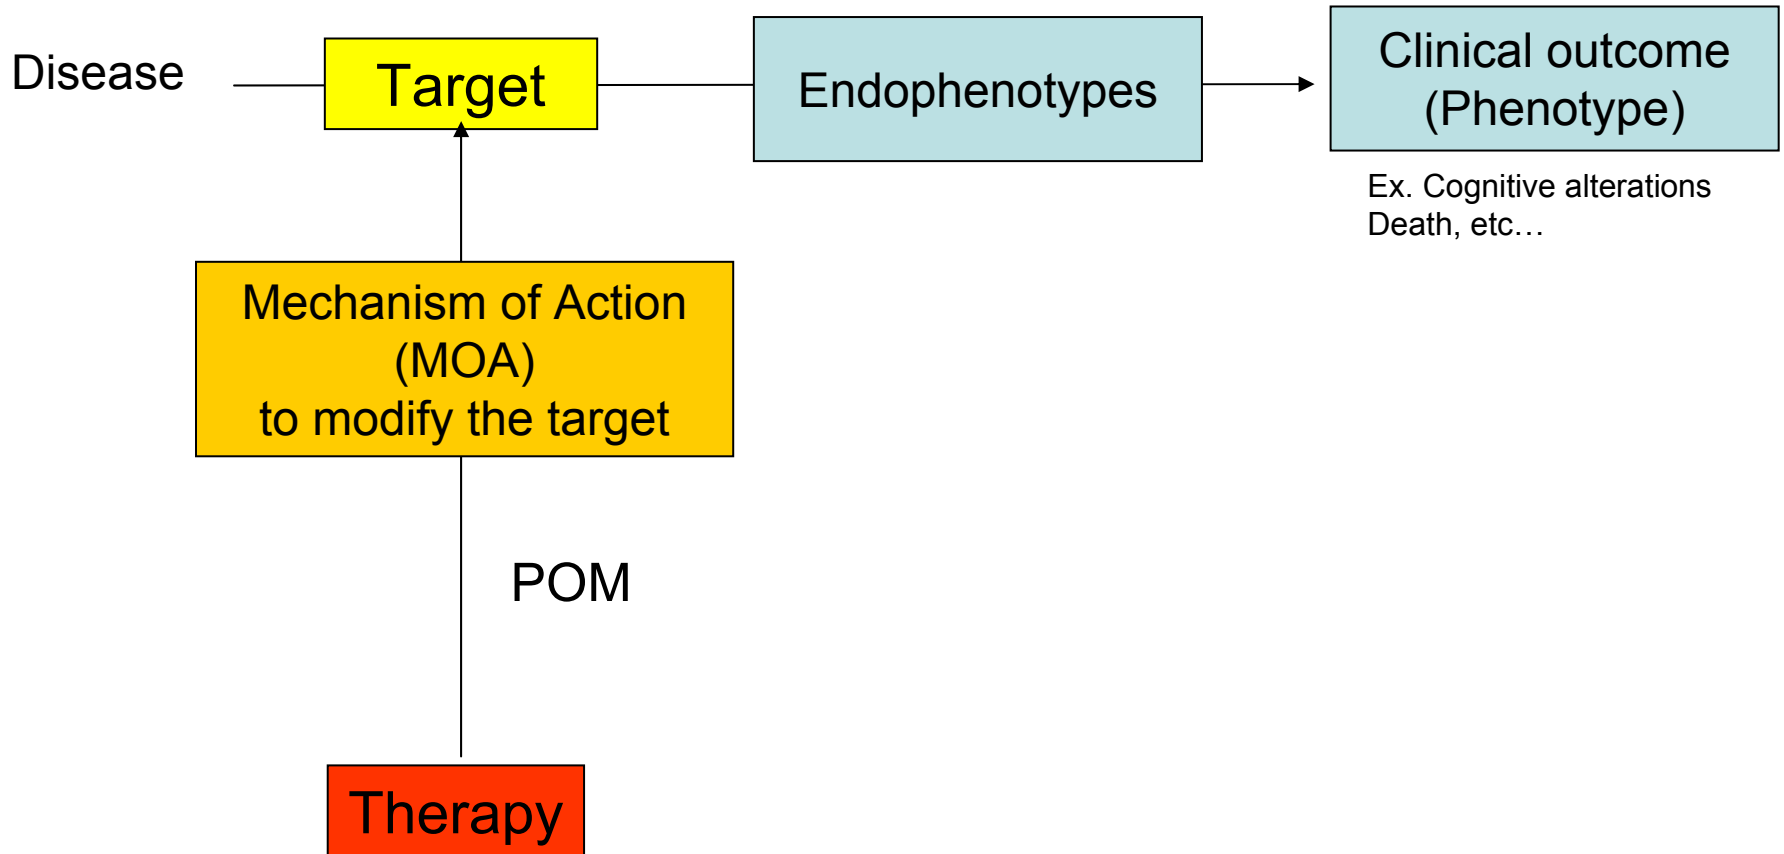 Disease
Target
Endophenotypes
Clinical outcome
(Phenotype)
Ex. Cognitive alterations
Death, etc…
Mechanism of Action
(MOA)
to modify the target
POM
Therapy